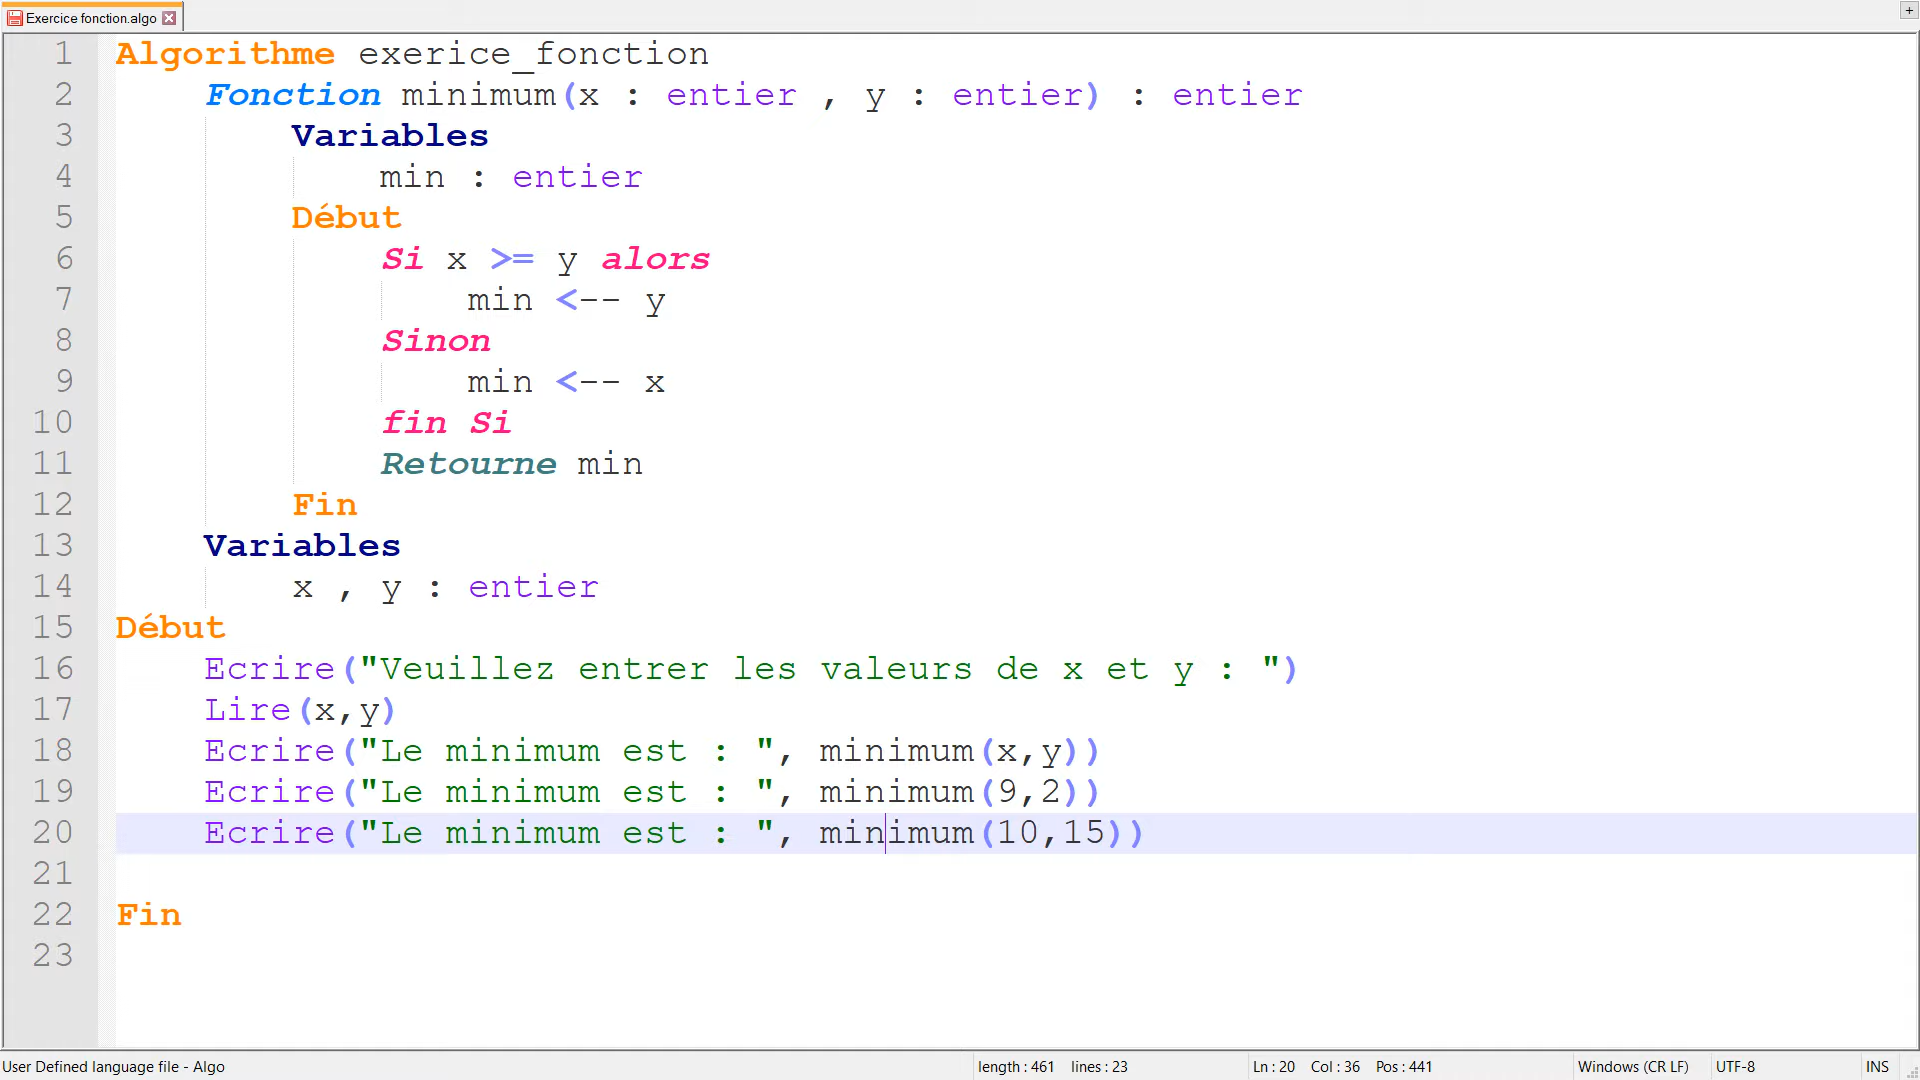 Exercice fonction.algo
+
1 Algorithme exerice_fonction
2 Fonction minimum(x : entier , y : entier) : entier
3 Variables
4 min : entier
5 Début
6 Si x >= y alors
7 min <-- y
8 Sinon
9 min <-- x
10 fin Si
11 Retourne min
12 Fin
13 Variables
14 x , y : entier
15 Début
16 Ecrire("Veuillez entrer les valeurs de x et y : ")
17 Lire(x,y)
18 Ecrire("Le minimum est : ", minimum(x,y))
19 Ecrire("Le minimum est : ", minimum(9,2))
20 Ecrire("Le minimum est : ", minimum(10,15))
21
22 Fin
23
User Defined language file - Algo length : 461 lines : 23 Ln : 20 Col : 36 Pos : 441 Windows (CR LF) UTF-8 INS